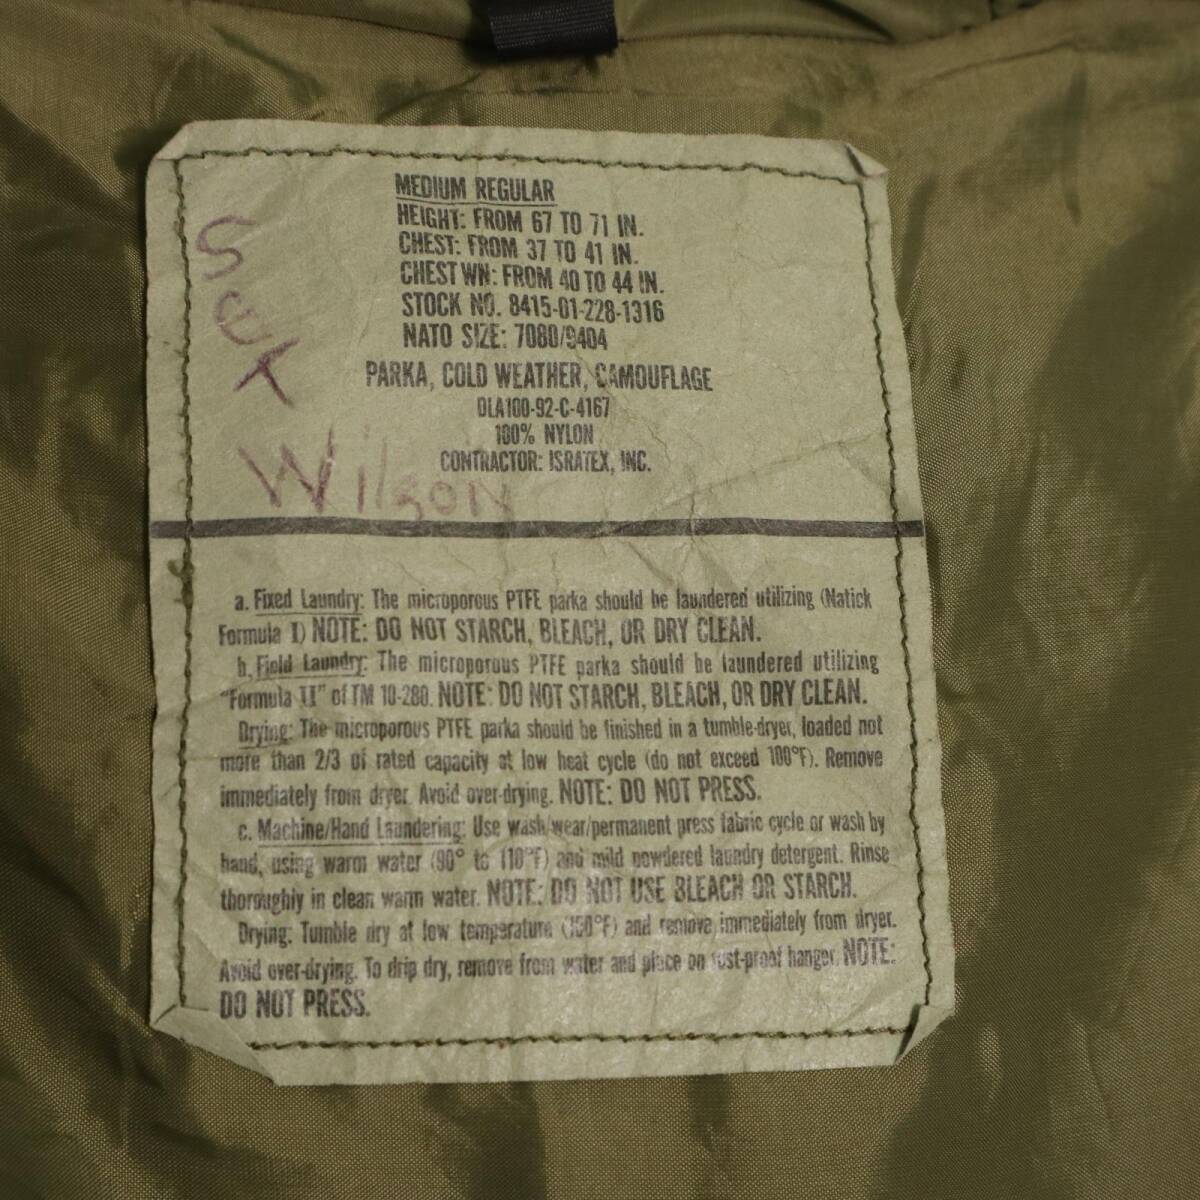 MEDIUM REGULAR
HEIGHT: FROM 67 TO 71 IN.
CHEST: FROM 37 TO 41 IN.
CHEST WN: FROM 40 TO 44 IN.
STOCK NO. 8415-01-228-1316
NATO SIZE: 7080/9404
PARKA, COLD WEATHER, CAMOUFLAGE
DLA100-92-C-4167
100% NYLON
CONTRACTOR: ISRATEX, INC.
Wilson
a. Fixed Laundry: The microporous PTFE parka should be laundered utilizing (Natick
Formula I) NOTE: DO NOT STARCH, BLEACH, OR DRY CLEAN.
b. Field Laundry: The microporous PTFE parka should be laundered utilizing
"Formula II" of TM 10-280. NOTE: DO NOT STARCH, BLEACH, OR DRY CLEAN.
Drying: The microporous PTFE parka should be finished in a tumble-dryer, loaded not
more than 2/3 of rated capacity at low heat cycle (do not exceed 100°F). Remove
immediately from dryer. Avoid over-drying. NOTE: DO NOT PRESS.
c. Machine/Hand Laundering: Use wash/wear/permanent press fabric cycle or wash by
hand, using warm water (90° to 110°F) and mild powdered laundry detergent. Rinse
thoroughly in clean warm water. NOTE: DO NOT USE BLEACH OR STARCH.
Drying: Tumble dry at low temperature and remove immediately from dryer.
Avoid over-drying. To drip dry, remove from water and place on rust-proof hanger. NOTE:
DO NOT PRESS.